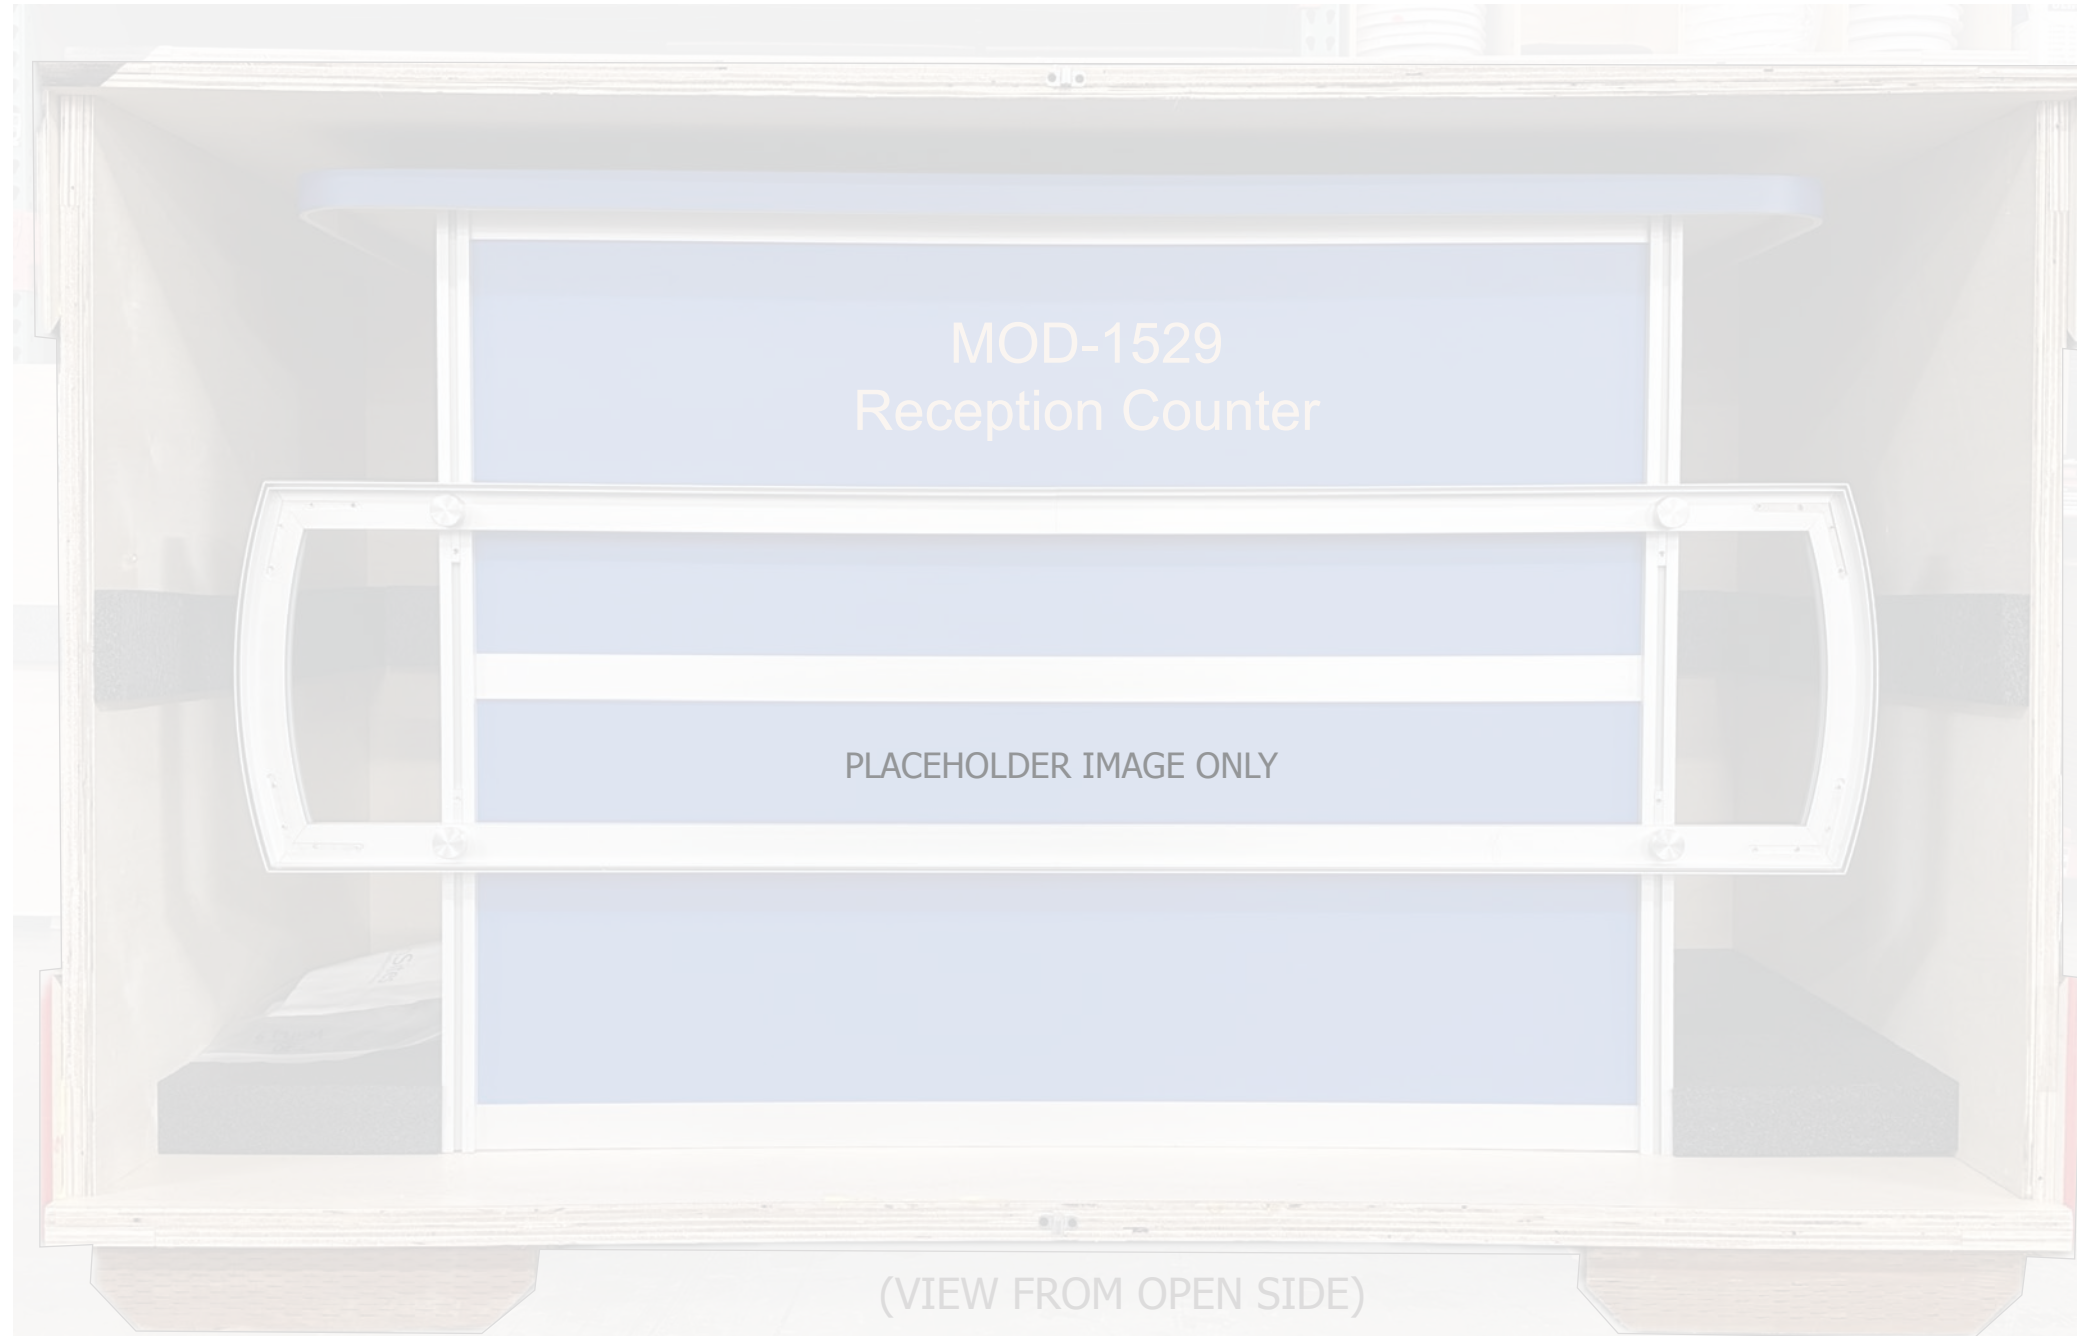 MOD-1529
Reception Counter
PLACEHOLDER IMAGE ONLY
(VIEW FROM OPEN SIDE)